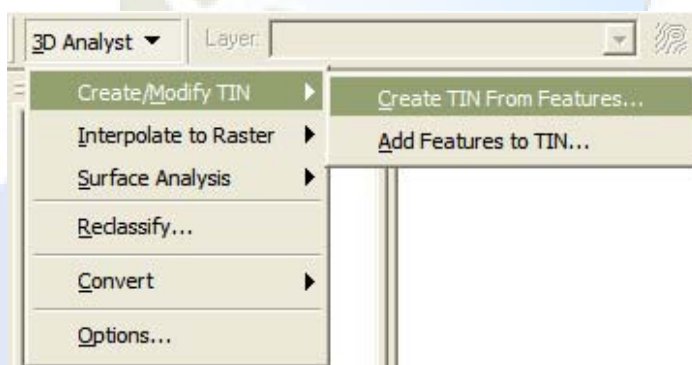 3D Analyst Layer:
Create/Modify TIN
Create TIN From Features...
Interpolate to Raster
Add Features to TIN...
Surface Analysis
Reclassify...
Convert
Options...